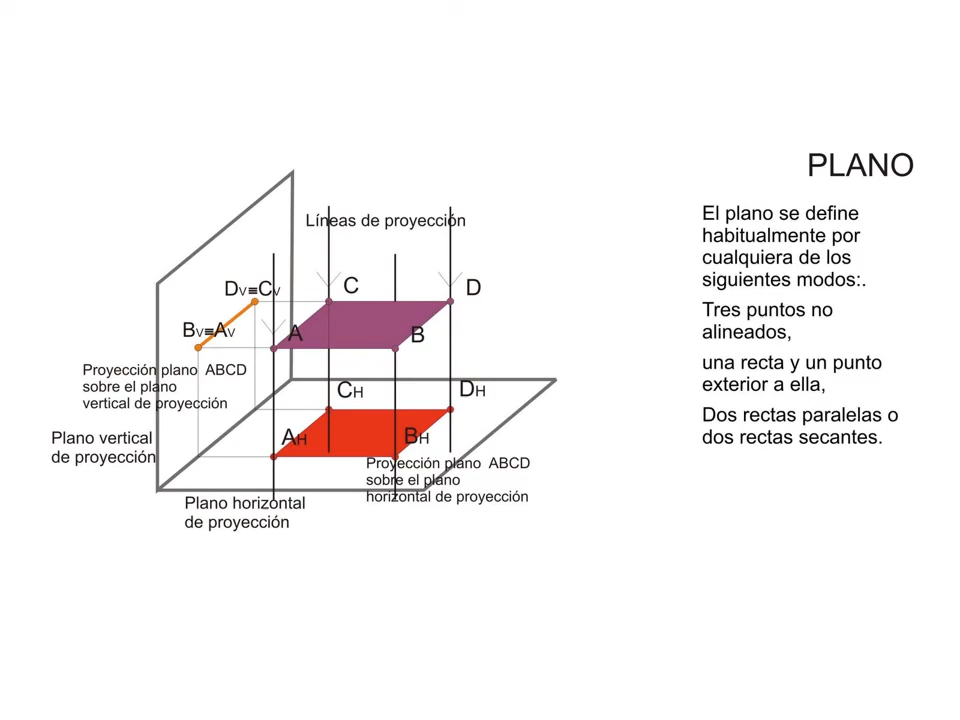 PLANO
El plano se define
habitualmente por
cualquiera de los
siguientes modos:.
Tres puntos no
alineados,
una recta y un punto
exterior a ella,
Dos rectas paralelas o
dos rectas secantes.
Líneas de proyección
DV≡CV
C
D
BV≡AV
A
B
Proyección plano ABCD
sobre el plano
vertical de proyección
CH
DH
Plano vertical
de proyección
AH
BH
Proyección plano ABCD
sobre el plano
horizontal de proyección
Plano horizontal
de proyección